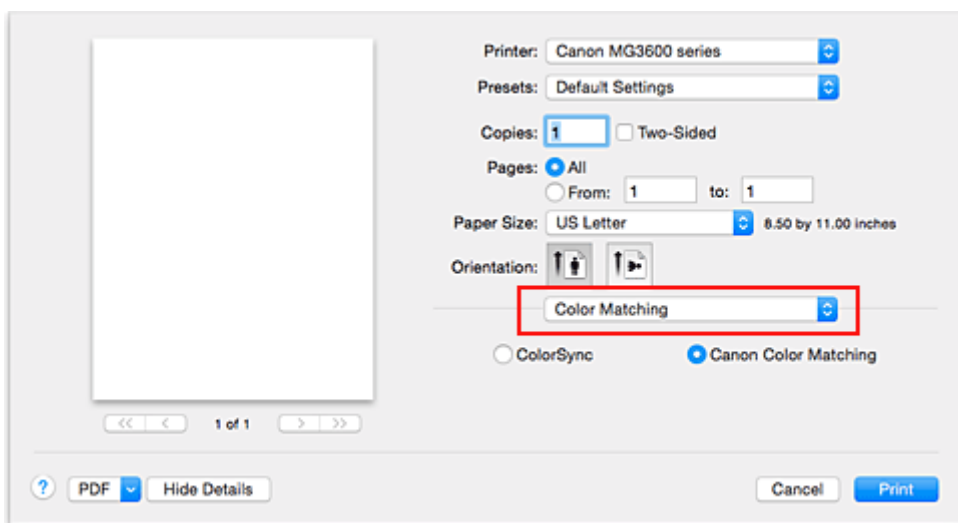 Printer: Canon MG3600 series
Presets: Default Settings
Copies: 1 Two-Sided
Pages: All
From: 1 to: 1
Paper Size: US Letter 8.50 by 11.00 inches
Orientation:
Color Matching
ColorSync Canon Color Matching
<< < 1 of 1 > >>
? PDF Hide Details Cancel Print